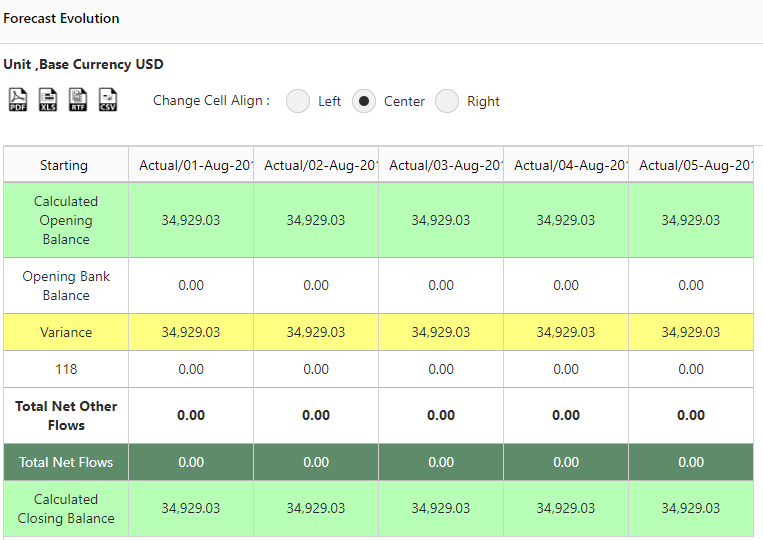 Forecast Evolution
Unit ,Base Currency USD
PDF XLS RTF CSV Change Cell Align : Left Center Right
Starting Actual/01-Aug-201 Actual/02-Aug-201 Actual/03-Aug-201 Actual/04-Aug-201 Actual/05-Aug-201
Calculated
Opening 34,929.03 34,929.03 34,929.03 34,929.03 34,929.03
Balance
Opening Bank
Balance 0.00 0.00 0.00 0.00 0.00
Variance 34,929.03 34,929.03 34,929.03 34,929.03 34,929.03
118 0.00 0.00 0.00 0.00 0.00
Total Net Other
Flows 0.00 0.00 0.00 0.00 0.00
Total Net Flows 0.00 0.00 0.00 0.00 0.00
Calculated
Closing Balance 34,929.03 34,929.03 34,929.03 34,929.03 34,929.03